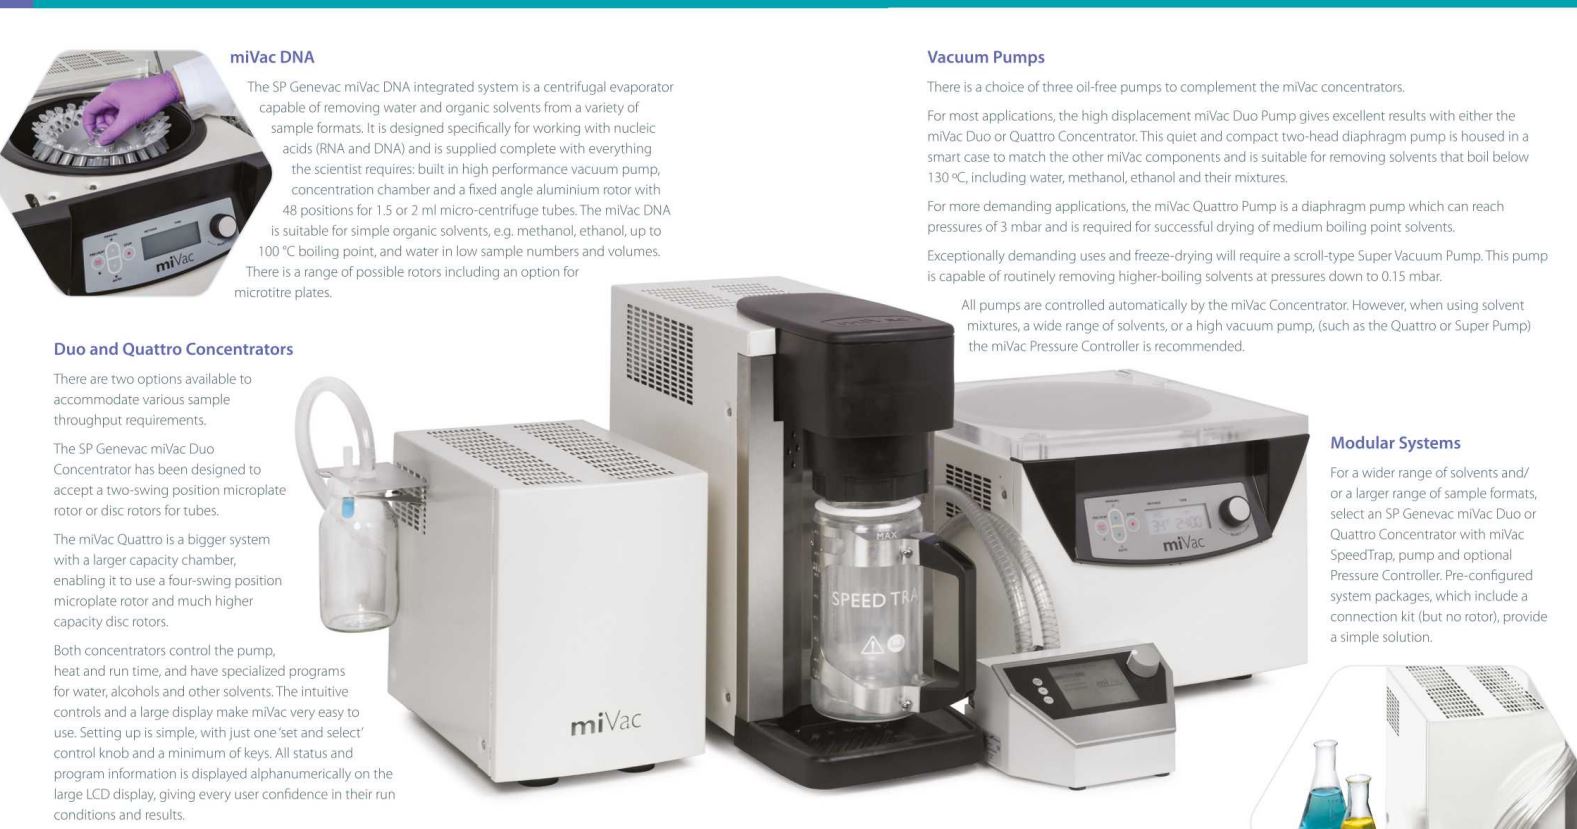 miVac DNA
The SP Genevac miVac DNA integrated system is a centrifugal evaporator
capable of removing water and organic solvents from a variety of
sample formats. It is designed specifically for working with nucleic
acids (RNA and DNA) and is supplied complete with everything
the scientist requires: built in high performance vacuum pump,
concentration chamber and a fixed angle aluminium rotor with
48 positions for 1.5 or 2 ml micro-centrifuge tubes. The miVac DNA
is suitable for simple organic solvents, e.g. methanol, ethanol, up to
100 °C boiling point, and water in low sample numbers and volumes.
There is a range of possible rotors including an option for
microtitre plates.
miVac
Duo and Quattro Concentrators
There are two options available to
accommodate various sample
throughput requirements.
The SP Genevac miVac Duo
Concentrator has been designed to
accept a two-swing position microplate
rotor or disc rotors for tubes.
The miVac Quattro is a bigger system
with a larger capacity chamber,
enabling it to use a four-swing position
microplate rotor and much higher
capacity disc rotors.
Both concentrators control the pump,
heat and run time, and have specialized programs
for water, alcohols and other solvents. The intuitive
controls and a large display make miVac very easy to
use. Setting up is simple, with just one 'set and select'
control knob and a minimum of keys. All status and
program information is displayed alphanumerically on the
large LCD display, giving every user confidence in their run
conditions and results.
Vacuum Pumps
There is a choice of three oil-free pumps to complement the miVac concentrators.
For most applications, the high displacement miVac Duo Pump gives excellent results with either the
miVac Duo or Quattro Concentrator. This quiet and compact two-head diaphragm pump is housed in a
smart case to match the other miVac components and is suitable for removing solvents that boil below
130 ºC, including water, methanol, ethanol and their mixtures.
For more demanding applications, the miVac Quattro Pump is a diaphragm pump which can reach
pressures of 3 mbar and is required for successful drying of medium boiling point solvents.
Exceptionally demanding uses and freeze-drying will require a scroll-type Super Vacuum Pump. This pump
is capable of routinely removing higher-boiling solvents at pressures down to 0.15 mbar.
All pumps are controlled automatically by the miVac Concentrator. However, when using solvent
mixtures, a wide range of solvents, or a high vacuum pump, (such as the Quattro or Super Pump)
the miVac Pressure Controller is recommended.
Modular Systems
For a wider range of solvents and/
or a larger range of sample formats,
select an SP Genevac miVac Duo or
Quattro Concentrator with miVac
SpeedTrap, pump and optional
Pressure Controller. Pre-configured
system packages, which include a
connection kit (but no rotor), provide
a simple solution.
miVac
MAX
SPEED TRA
miVac